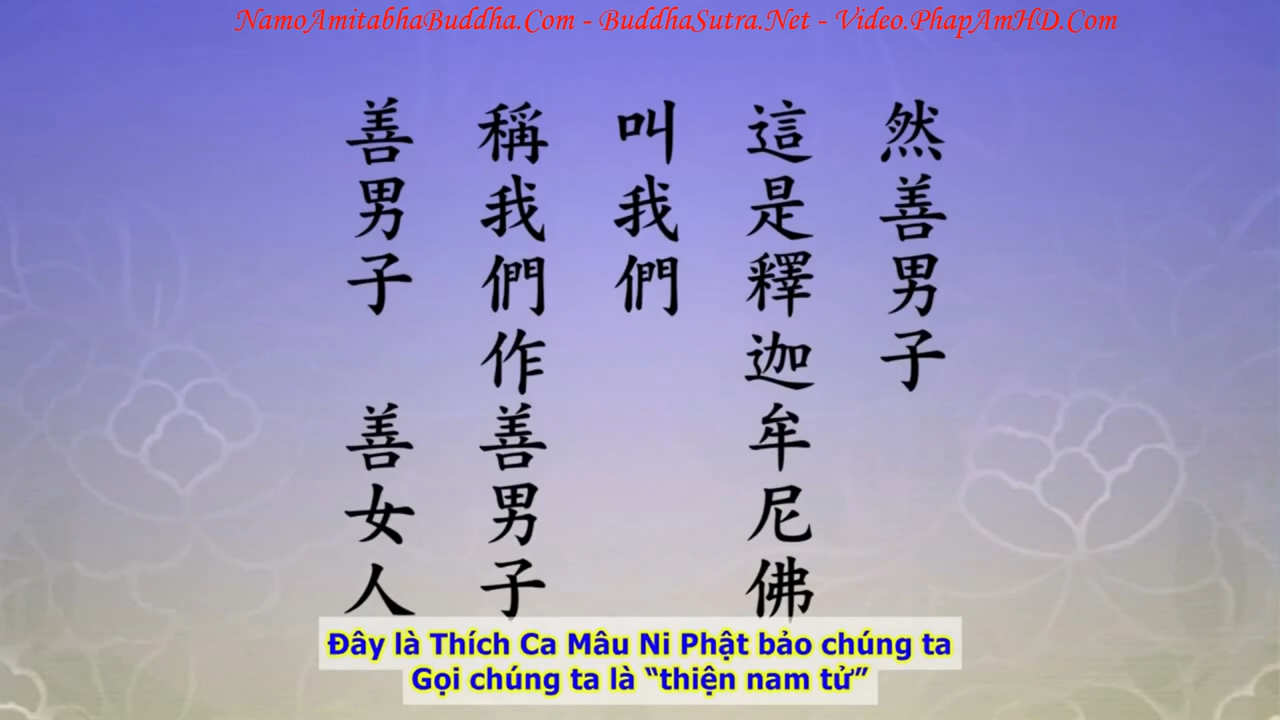 NamoAmitabhaBuddha.Com - BuddhaSutra.Net - Video.PhapAmHD.Com
然善男子
這是釋迦牟尼佛
叫我們
稱我們作善男子
善男子 善女人
Đây là Thích Ca Mâu Ni Phật bảo chúng ta
Gọi chúng ta là “thiện nam tử”